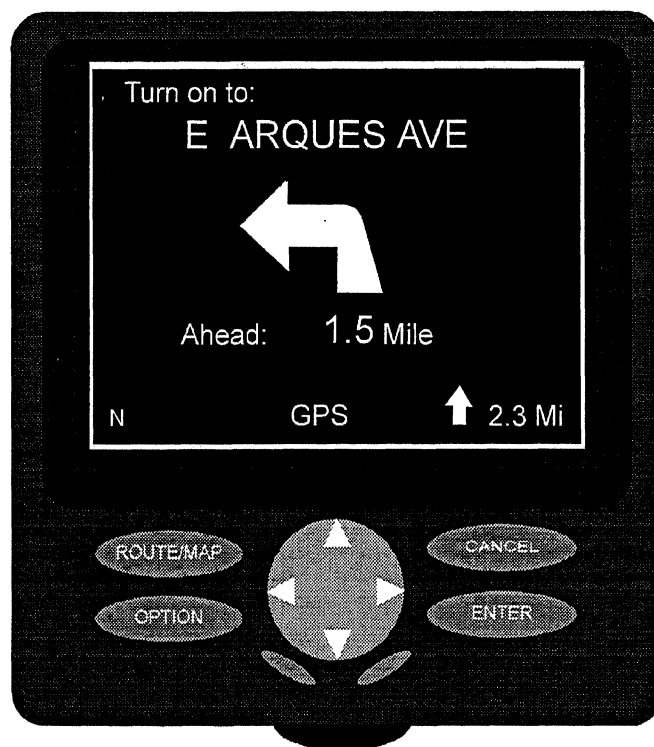 Turn on to:
E ARQUES AVE
Ahead: 1.5 Mile
N GPS 2.3 Mi
ROUTE/MAP CANCEL
OPTION ENTER